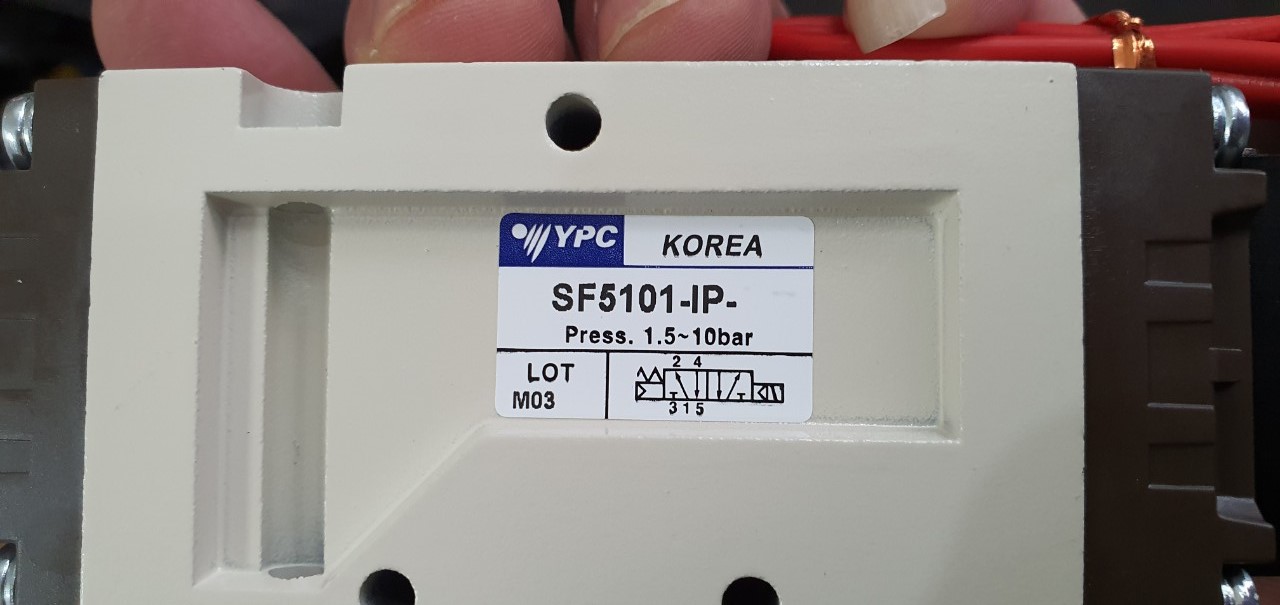 YPC KOREA
SF5101-IP-
Press. 1.5~10bar
LOT
M03
2 4
3 1 5